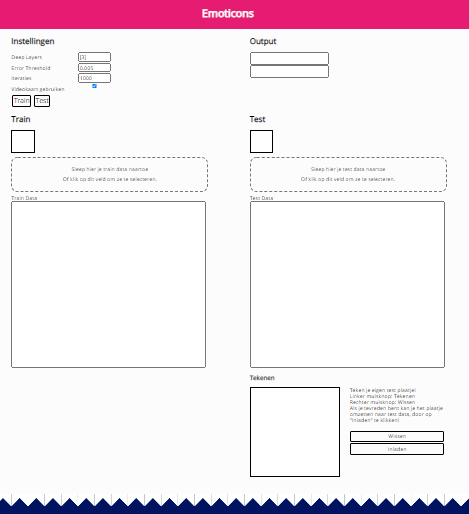 Emoticons
Instellingen
Deep Layers [3]
Error Threshold 0.005
Iteraties 1000
Videokaart gebruiken
Train Test
Train
Sleep hier je train data naartoe
Of klik op dit veld om ze te selecteren.
Train Data
Output
Test
Sleep hier je test data naartoe
Of klik op dit veld om ze te selecteren.
Test Data
Tekenen
Teken je eigen test plaatje!
Linker muisknop: Tekenen
Rechter muisknop: Wissen
Als je tevreden bent kan je het plaatje
omzetten naar test data, door op
"Inladen" te klikken!
Wissen
Inladen